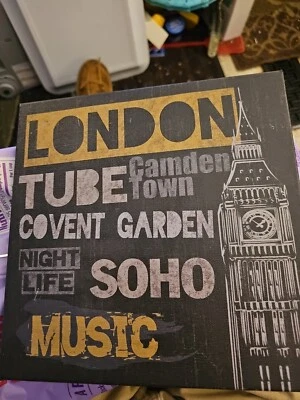 LONDON
TUBE
Camden
Town
COVENT GARDEN
NIGHT
LIFE
SOHO
MUSIC